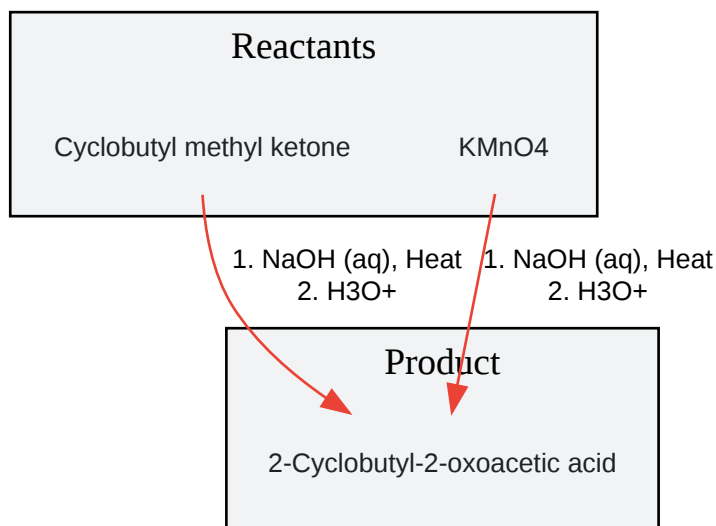 Reactants
Cyclobutyl methyl ketone
KMnO4
1. NaOH (aq), Heat
2. H3O+
1. NaOH (aq), Heat
2. H3O+
Product
2-Cyclobutyl-2-oxoacetic acid